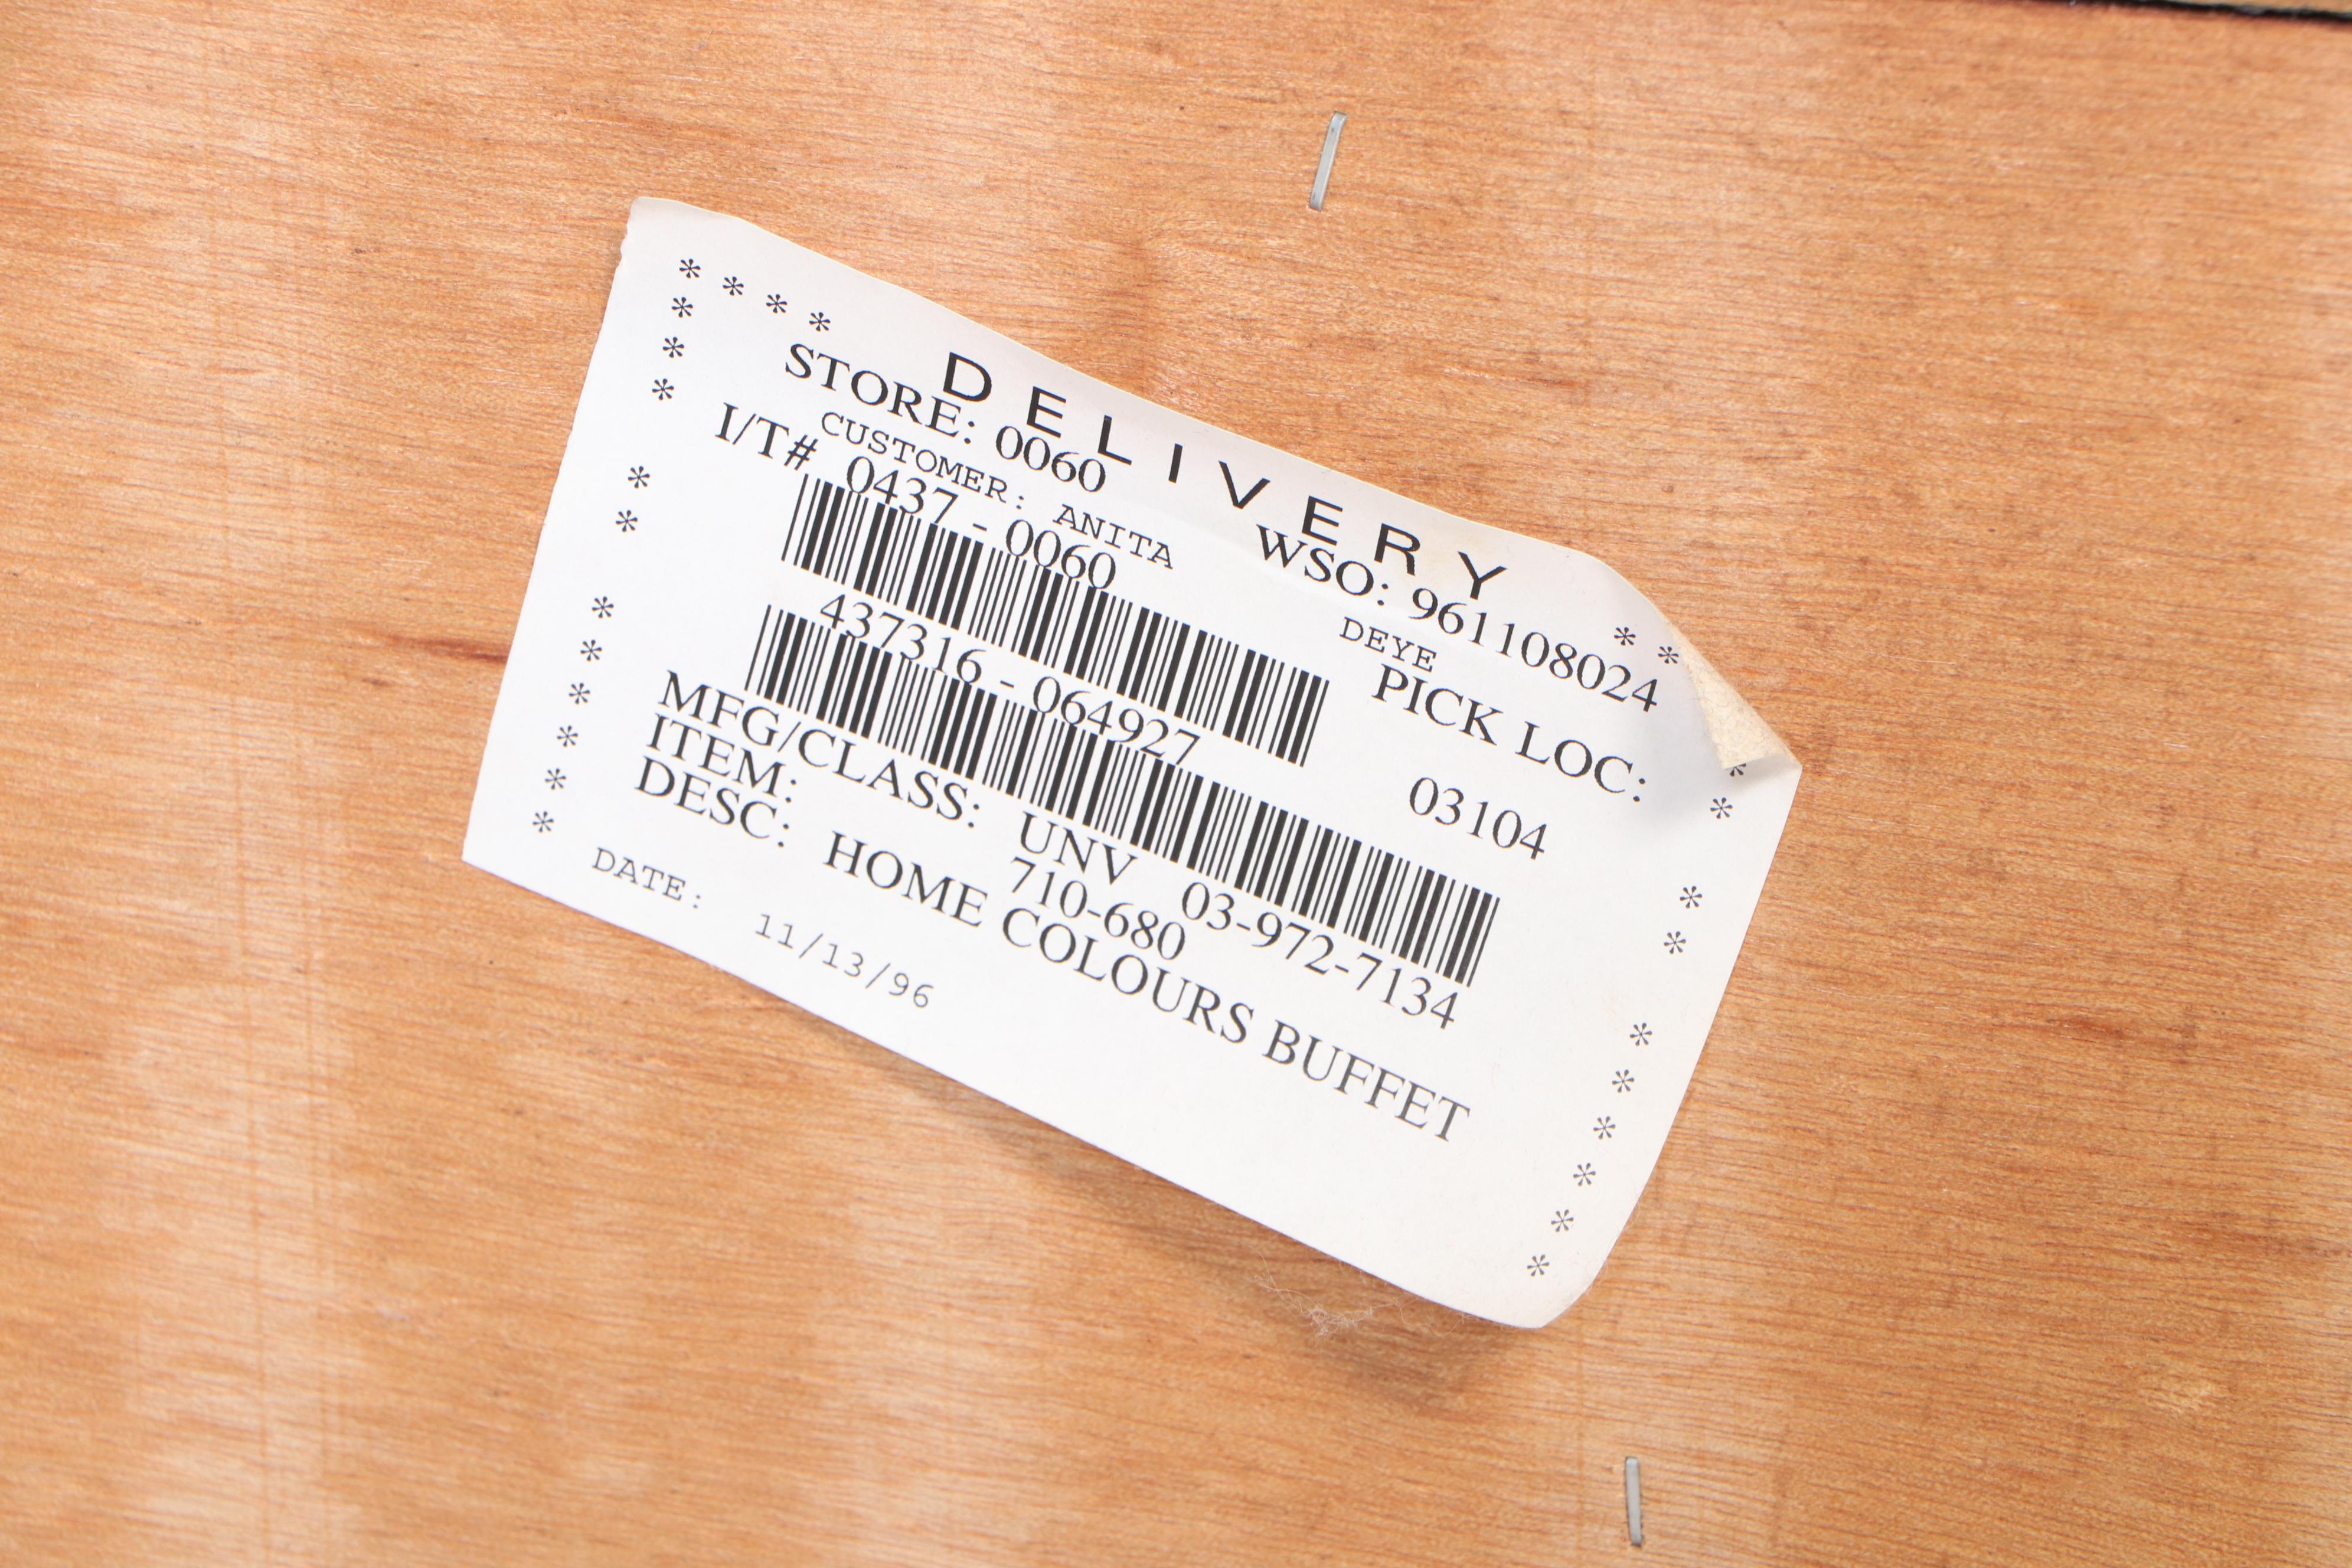 * * * * DELIVERY * *
STORE: 0060 WSO: 961108024
CUSTOMER: ANITA DEYE
I/T# 0437 - 0060 PICK LOC:
437316 - 064927 03104
MFG/CLASS: UNV 03-972-7134
ITEM: 710-680
DESC: HOME COLOURS BUFFET
DATE: 11/13/96